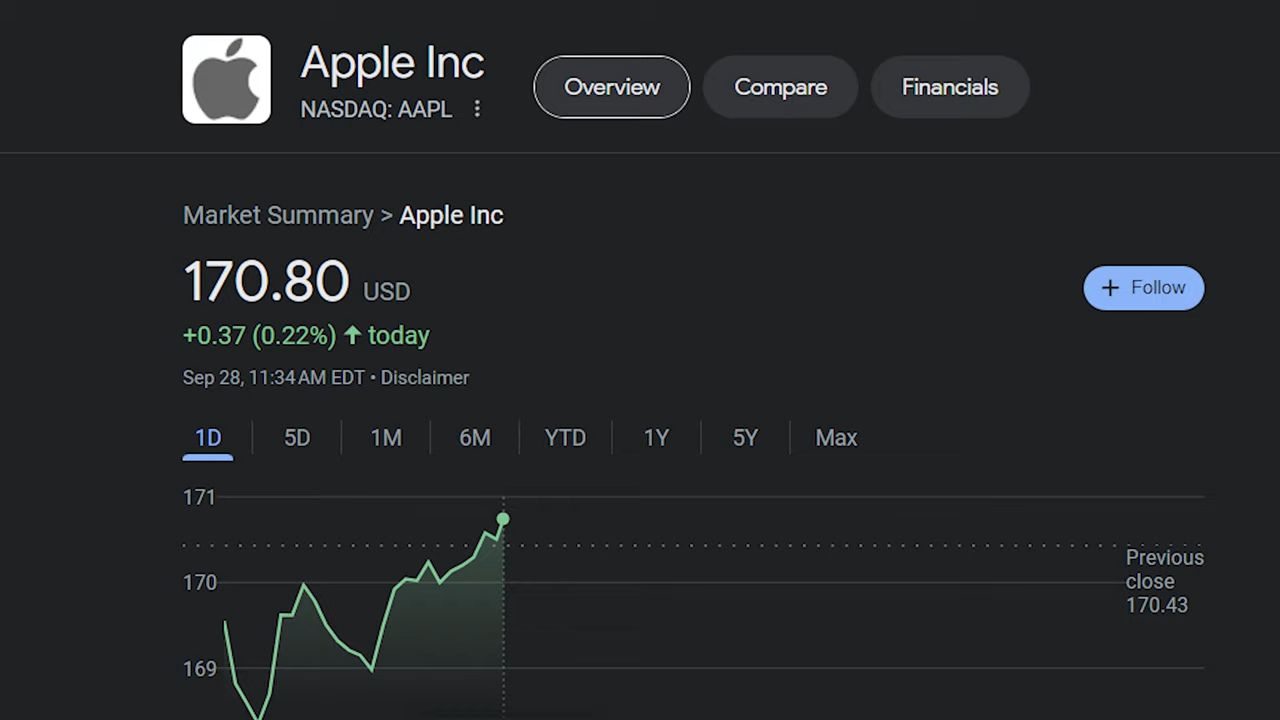 Apple Inc
NASDAQ: AAPL
Overview
Compare
Financials
Market Summary > Apple Inc
170.80 USD
+ Follow
+0.37 (0.22%) ↑ today
Sep 28, 11:34 AM EDT • Disclaimer
1D
5D
1M
6M
YTD
1Y
5Y
Max
171
170
169
Previous
close
170.43